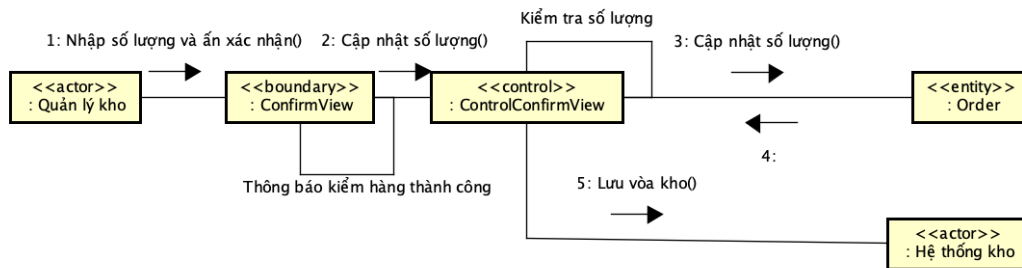 Kiểm tra số lượng
1: Nhập số lượng và ấn xác nhận()
2: Cập nhật số lượng()
3: Cập nhật số lượng()
<<actor>>
: Quản lý kho
<<boundary>>
: ConfirmView
<<control>>
: ControlConfirmView
<<entity>>
: Order
4:
Thông báo kiểm hàng thành công
5: Lưu vòa kho()
<<actor>>
: Hệ thống kho